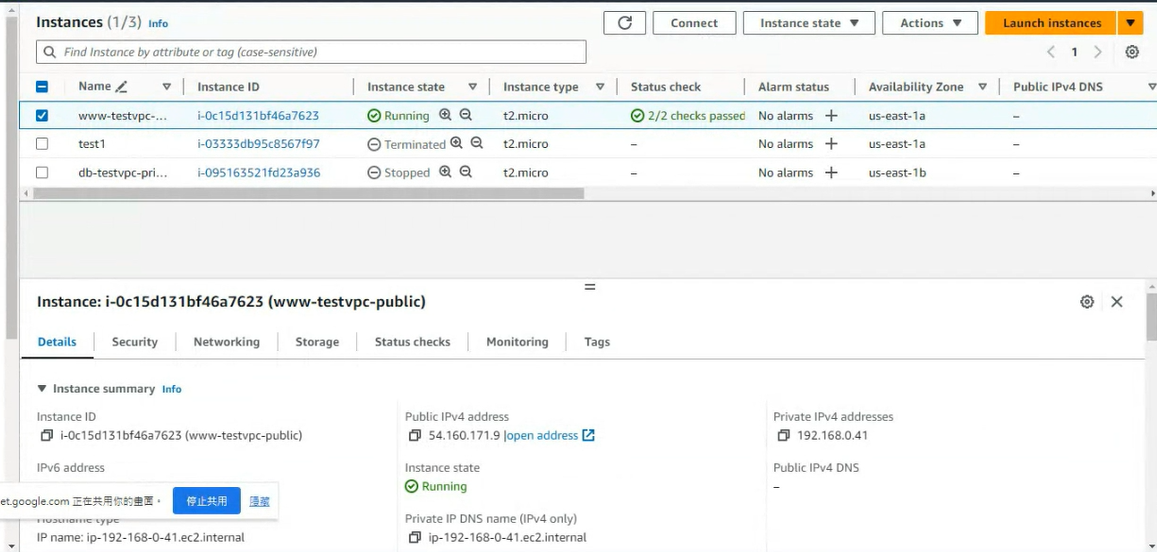 Instances (1/3) Info
Connect
Instance state
Actions
Launch instances
Find Instance by attribute or tag (case-sensitive)
1
Name Instance ID Instance state Instance type Status check Alarm status Availability Zone Public IPv4 DNS
www-testvpc-... i-0c15d131bf46a7623 Running t2.micro 2/2 checks passed No alarms + us-east-1a –
test1 i-03333db95c8567f97 Terminated t2.micro – No alarms + us-east-1a –
db-testvpc-pri... i-095163521fd23a936 Stopped t2.micro – No alarms + us-east-1b –
Instance: i-0c15d131bf46a7623 (www-testvpc-public)
Details Security Networking Storage Status checks Monitoring Tags
Instance summary Info
Instance ID Public IPv4 address Private IPv4 addresses
i-0c15d131bf46a7623 (www-testvpc-public) 54.160.171.9 |open address 192.168.0.41
IPv6 address Instance state Public IPv4 DNS
Running –
et.google.com 正在共用你的畫面。 停止共用 隱藏
Hostname type Private IP DNS name (IPv4 only)
IP name: ip-192-168-0-41.ec2.internal ip-192-168-0-41.ec2.internal